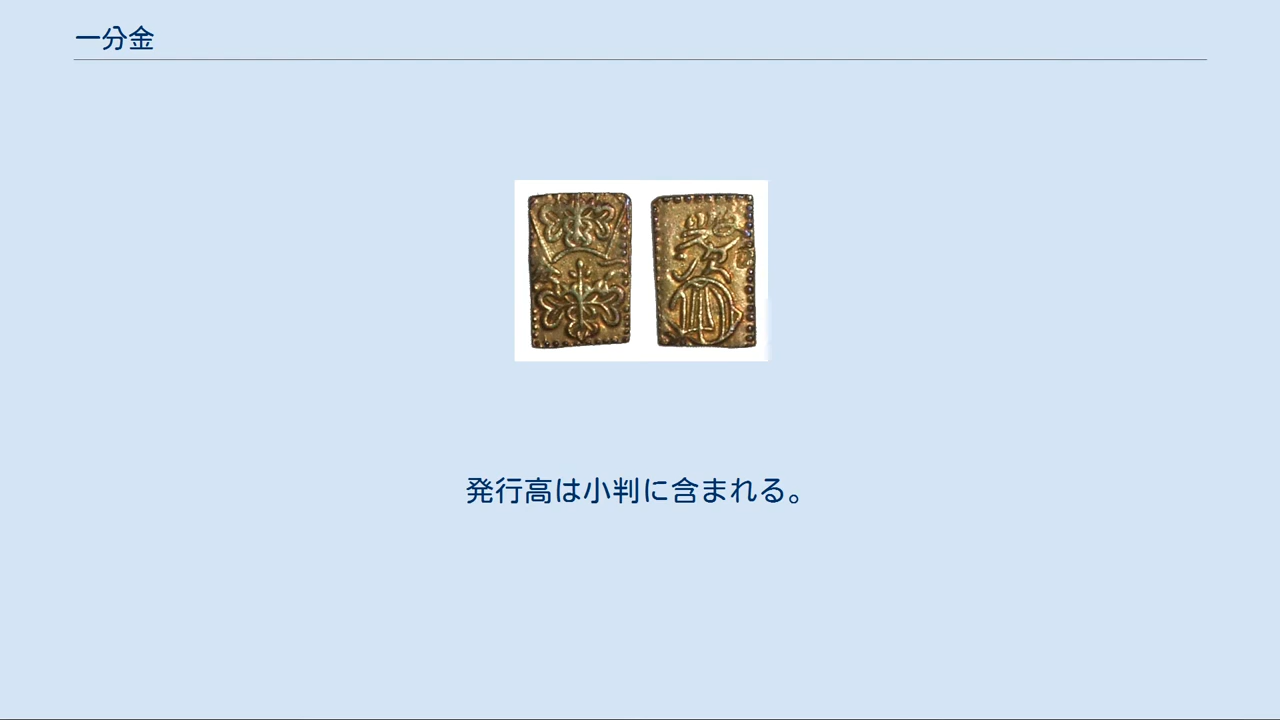 一分金
発行高は小判に含まれる。